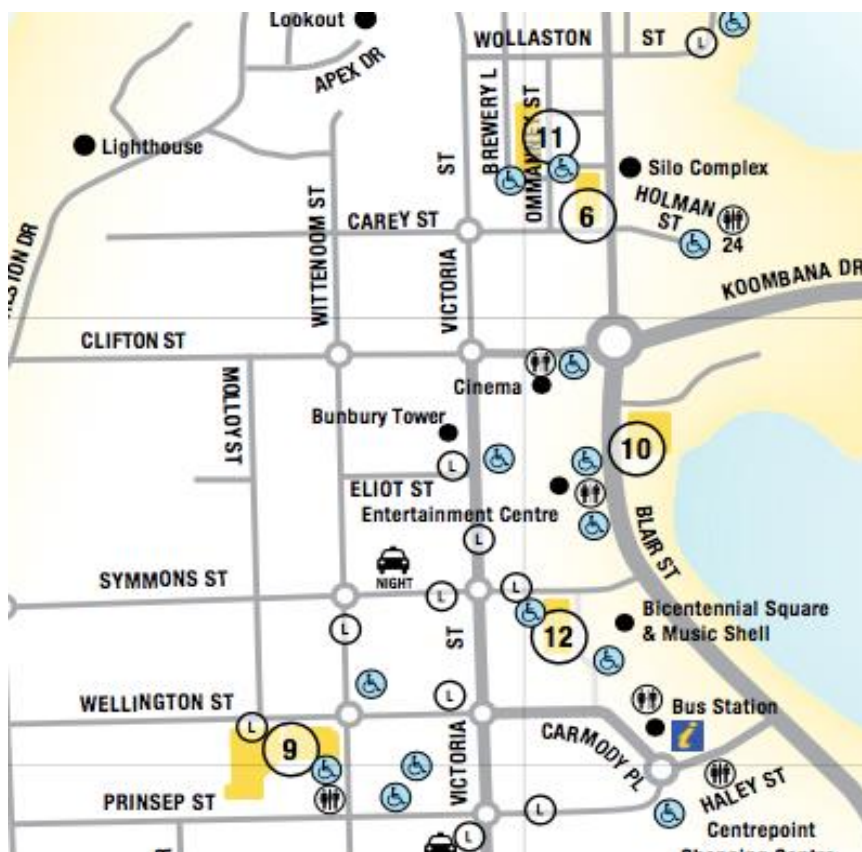 Lookout
WOLLASTON ST
L
APEX DR
BREWERY L
OMMANNEY ST
11
Lighthouse
Silo Complex
ST
WITTENOOM ST
CAREY ST
6
HOLMAN
ST
24
VICTORIA
KOOMBANA DR
CLIFTON ST
MOLLOY ST
Cinema
Bunbury Tower
L
10
ELIOT ST
Entertainment Centre
L
BLAIR ST
NIGHT
SYMMONS ST
L
L
L
ST
12
Bicentennial Square
& Music Shell
WELLINGTON ST
L
L
Bus Station
i
9
CARMODY PL
VICTORIA
PRINSEP ST
HALEY ST
L
L
Centrepoint